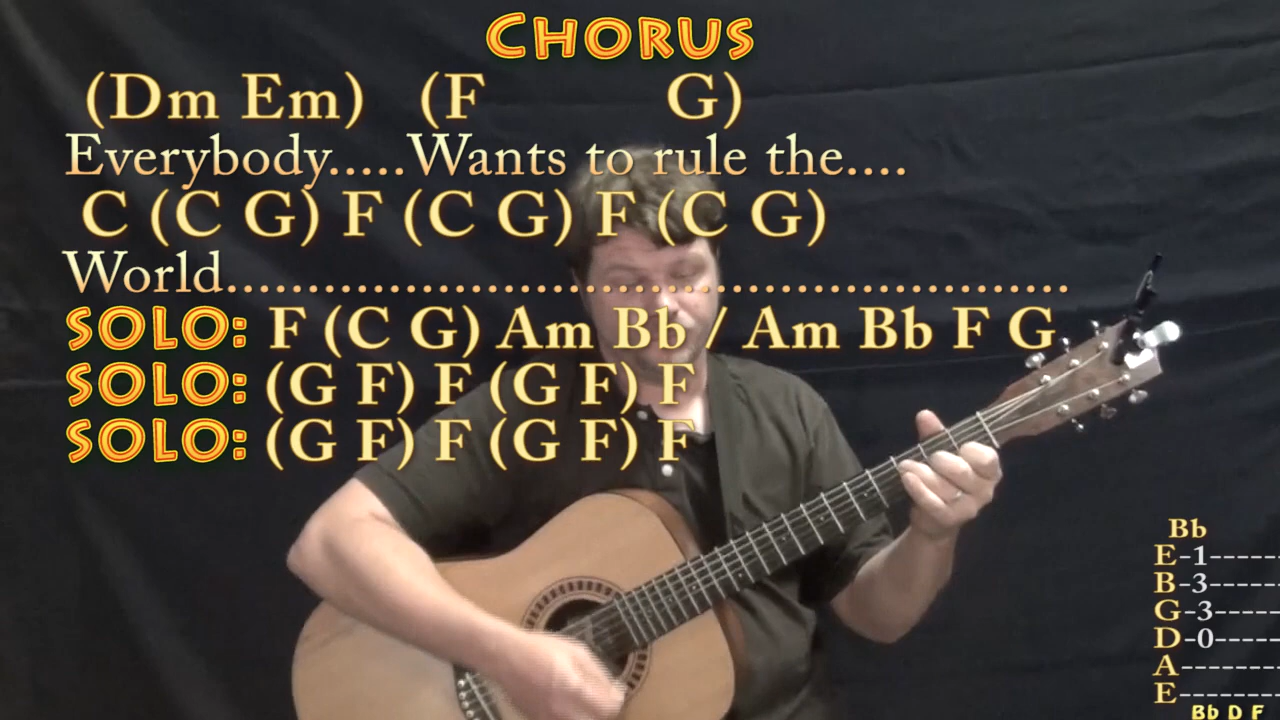 CHORUS
(Dm Em) (F G)
Everybody.....Wants to rule the....
C (C G) F (C G) F (C G)
World....................................................
SOLO: F (C G) Am Bb / Am Bb F G
SOLO: (G F) F (G F) F
SOLO: (G F) F (G F) F
Bb
E-1-----
B-3-----
G-3-----
D-0-----
A-------
E-------
Bb D F